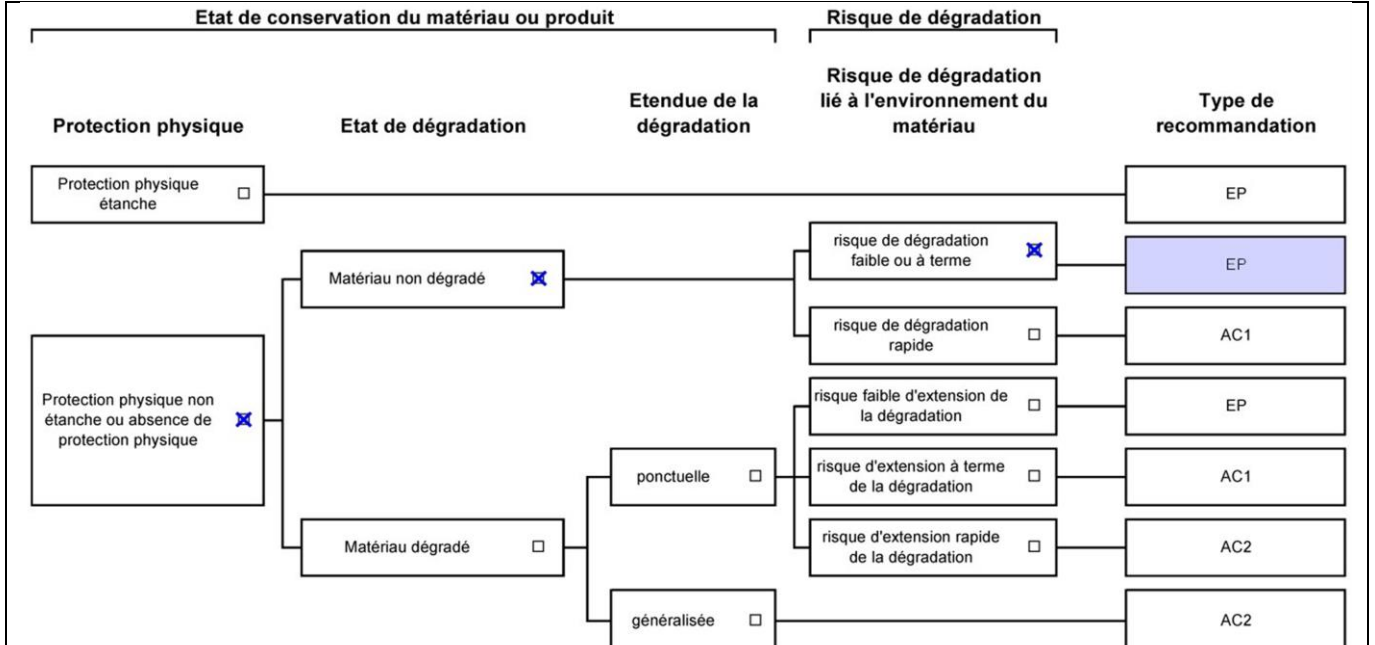 Etat de conservation du matériau ou produit
Risque de dégradation
Protection physique
Etat de dégradation
Etendue de la
dégradation
Risque de dégradation
lié à l'environnement du
matériau
Type de
recommandation
Protection physique
étanche
EP
risque de dégradation
faible ou à terme
EP
Matériau non dégradé
risque de dégradation
rapide
AC1
Protection physique non
étanche ou absence de
protection physique
risque faible d'extension de
la dégradation
EP
ponctuelle
risque d'extension à terme
de la dégradation
AC1
Matériau dégradé
risque d'extension rapide
de la dégradation
AC2
généralisée
AC2